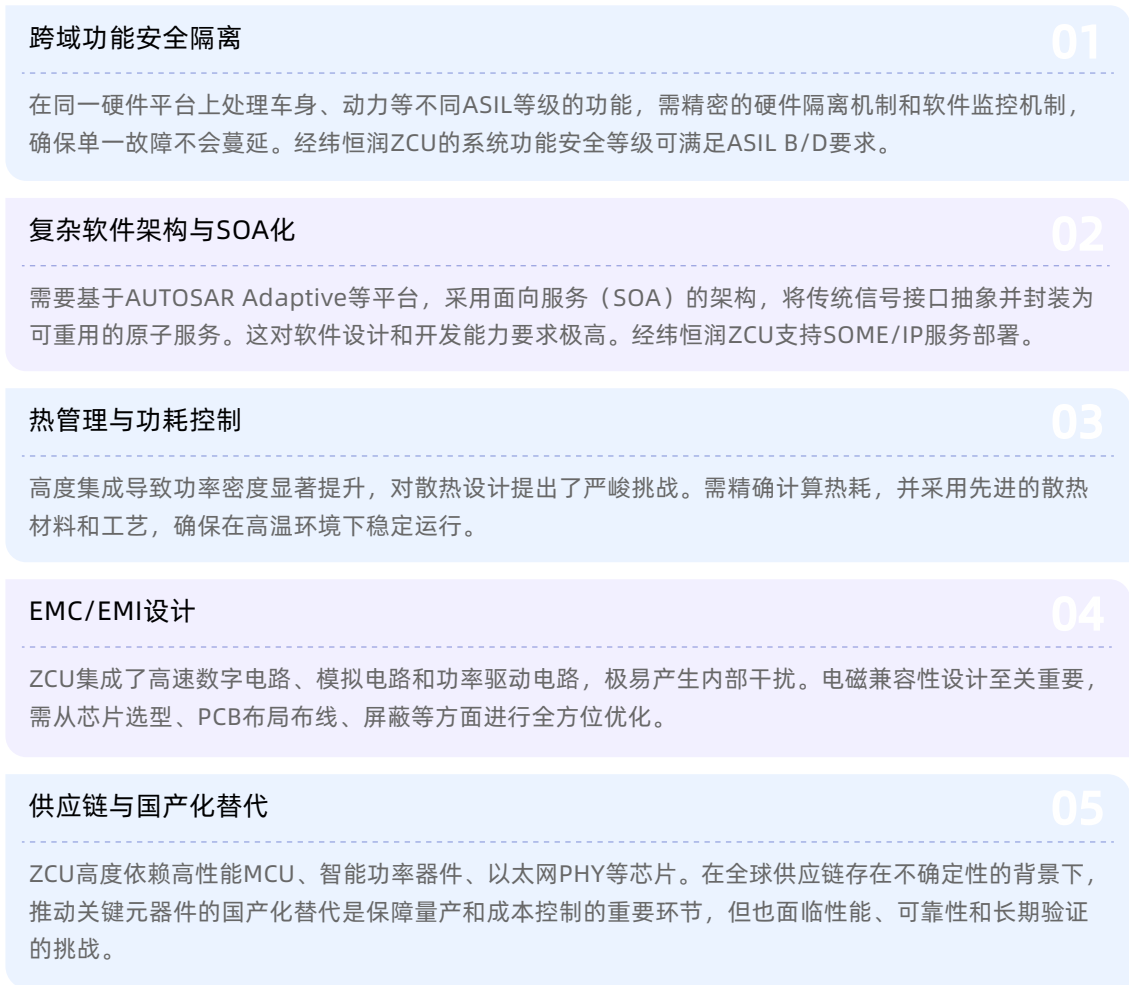 跨域功能安全隔离
01
在同一硬件平台上处理车身、动力等不同ASIL等级的功能，需精密的硬件隔离机制和软件监控机制，
确保单一故障不会蔓延。经纬恒润ZCU的系统功能安全等级可满足ASIL B/D要求。
复杂软件架构与SOA化
02
需要基于AUTOSAR Adaptive等平台，采用面向服务（SOA）的架构，将传统信号接口抽象并封装为
可重用的原子服务。这对软件设计和开发能力要求极高。经纬恒润ZCU支持SOME/IP服务部署。
热管理与功耗控制
03
高度集成导致功率密度显著提升，对散热设计提出了严峻挑战。需精确计算热耗，并采用先进的散热
材料和工艺，确保在高温环境下稳定运行。
EMC/EMI设计
04
ZCU集成了高速数字电路、模拟电路和功率驱动电路，极易产生内部干扰。电磁兼容性设计至关重要，
需从芯片选型、PCB布局布线、屏蔽等方面进行全方位优化。
供应链与国产化替代
05
ZCU高度依赖高性能MCU、智能功率器件、以太网PHY等芯片。在全球供应链存在不确定性的背景下，
推动关键元器件的国产化替代是保障量产和成本控制的重要环节，但也面临性能、可靠性和长期验证
的挑战。